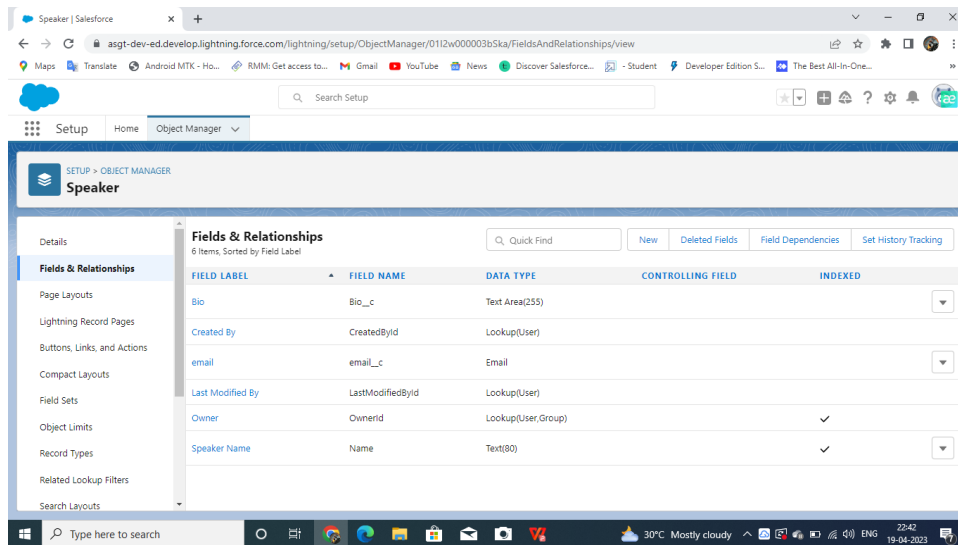 Speaker | Salesforce
asgt-dev-ed.develop.lightning.force.com/lightning/setup/ObjectManager/01I2w000003bSka/FieldsAndRelationships/view
Maps Translate Android MTK - Ho... RMM: Get access to... Gmail YouTube News Discover Salesforce... - Student Developer Edition S... The Best All-In-One...
Search Setup
Setup Home Object Manager
SETUP > OBJECT MANAGER
Speaker
Details
Fields & Relationships
Page Layouts
Lightning Record Pages
Buttons, Links, and Actions
Compact Layouts
Field Sets
Object Limits
Record Types
Related Lookup Filters
Search Layouts
Fields & Relationships
6 Items, Sorted by Field Label
Quick Find New Deleted Fields Field Dependencies Set History Tracking
FIELD LABEL FIELD NAME DATA TYPE CONTROLLING FIELD INDEXED
Bio Bio__c Text Area(255)
Created By CreatedById Lookup(User)
email email__c Email
Last Modified By LastModifiedById Lookup(User)
Owner OwnerId Lookup(User,Group)
Speaker Name Name Text(80)
Type here to search 30°C Mostly cloudy ENG 22:42
19-04-2023